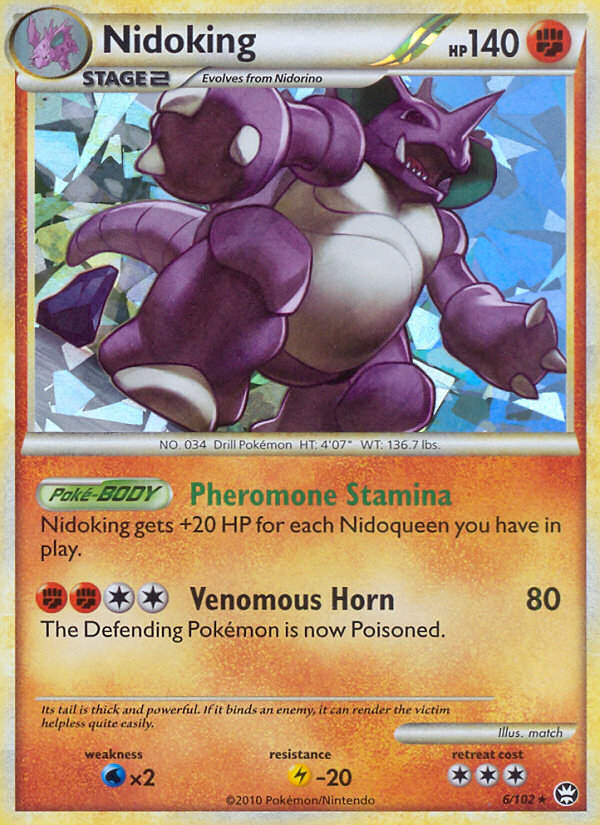 Nidoking HP 140
STAGE 2 Evolves from Nidorino
NO. 034 Drill Pokémon HT: 4'07" WT: 136.7 lbs.
Poké-BODY Pheromone Stamina
Nidoking gets +20 HP for each Nidoqueen you have in
play.
Venomous Horn 80
The Defending Pokémon is now Poisoned.
Its tail is thick and powerful. If it binds an enemy, it can render the victim
helpless quite easily.
Illus. match
weakness resistance retreat cost
×2 -20
©2010 Pokémon/Nintendo 6/102 ★